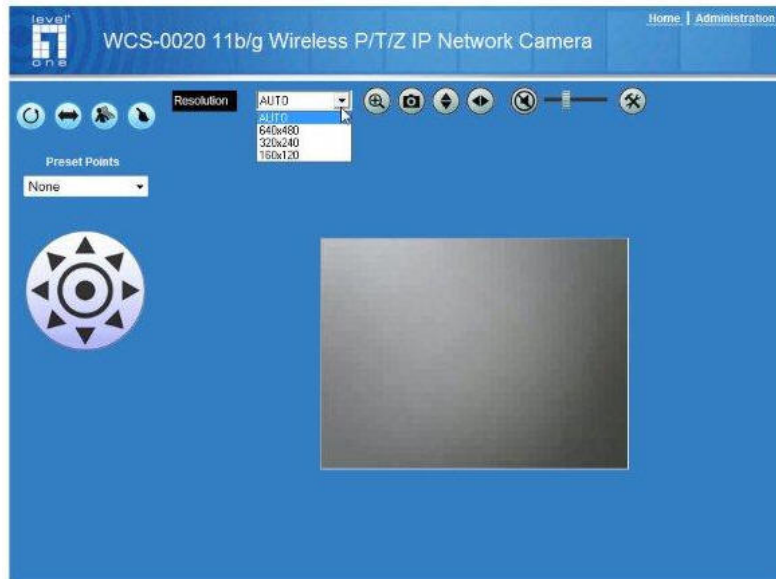 level
one
WCS-0020 11b/g Wireless P/T/Z IP Network Camera
Home | Administration
Resolution
AUTO
AUTO
640x480
320x240
160x120
Preset Points
None